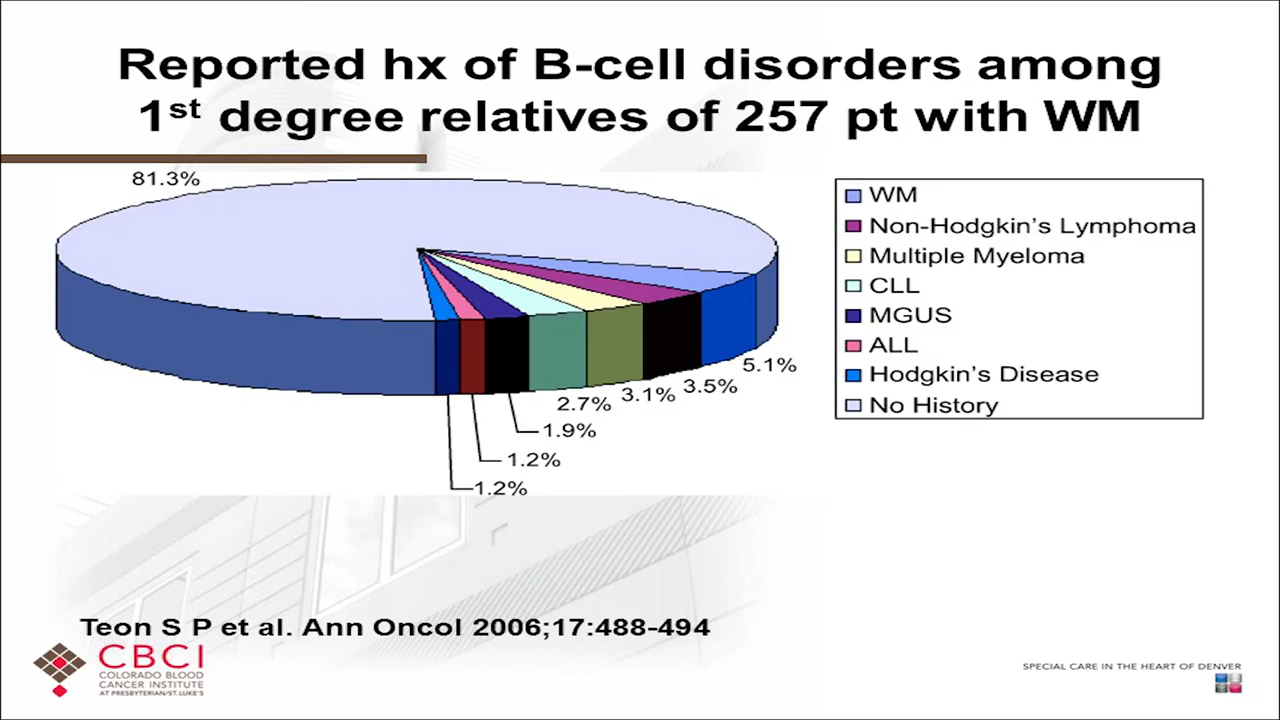 Reported hx of B-cell disorders among
1st degree relatives of 257 pt with WM
81.3%
5.1%
3.5%
3.1%
2.7%
1.9%
1.2%
1.2%
WM
Non-Hodgkin's Lymphoma
Multiple Myeloma
CLL
MGUS
ALL
Hodgkin's Disease
No History
Teon S P et al. Ann Oncol 2006;17:488-494
CBCI
COLORADO BLOOD
CANCER INSTITUTE
AT PRESBYTERIAN/ST.LUKE'S
SPECIAL CARE IN THE HEART OF DENVER